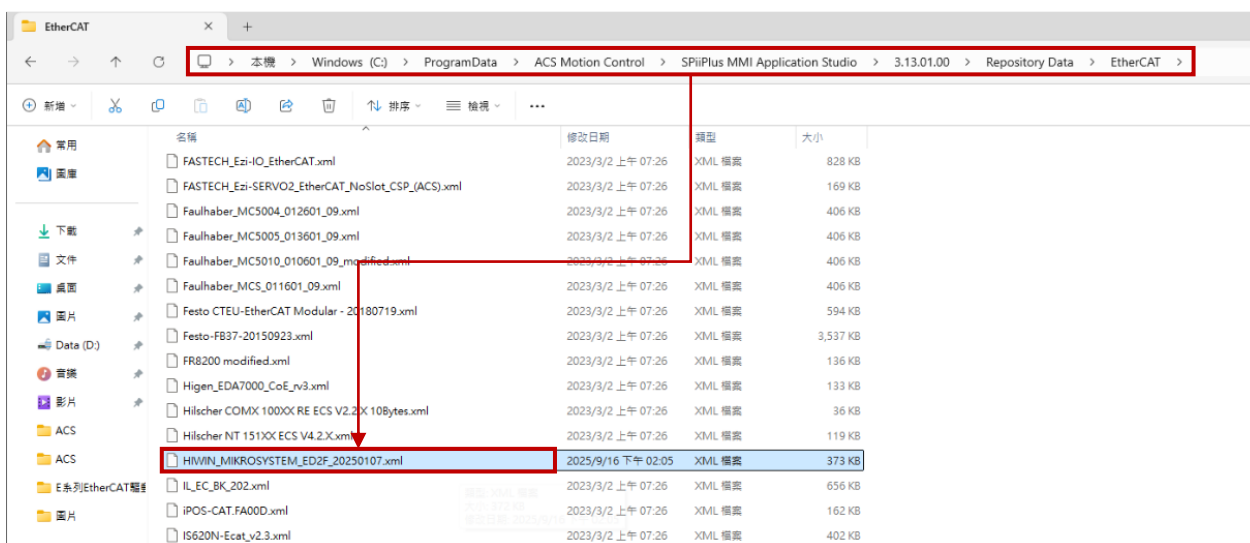 EtherCAT
本機 > Windows (C:) > ProgramData > ACS Motion Control > SPiiPlus MMI Application Studio > 3.13.01.00 > Repository Data > EtherCAT >
新增 排序 檢視 ...
名稱 修改日期 類型 大小
常用
圖庫
下載
文件
桌面
圖片
Data (D:)
音樂
影片
ACS
ACS
E系列EtherCAT驅動
圖片
FASTECH_Ezi-IO_EtherCAT.xml 2023/3/2 上午 07:26 XML 檔案 828 KB
FASTECH_Ezi-SERVO2_EtherCAT_NoSlot_CSP_(ACS).xml 2023/3/2 上午 07:26 XML 檔案 169 KB
Faulhaber_MC5004_012601_09.xml 2023/3/2 上午 07:26 XML 檔案 406 KB
Faulhaber_MC5005_013601_09.xml 2023/3/2 上午 07:26 XML 檔案 406 KB
Faulhaber_MC5010_010601_09_modified.xml 2023/3/2 上午 07:26 XML 檔案 406 KB
Faulhaber_MCS_011601_09.xml 2023/3/2 上午 07:26 XML 檔案 406 KB
Festo CTEU-EtherCAT Modular - 20180719.xml 2023/3/2 上午 07:26 XML 檔案 594 KB
Festo-FB37-20150923.xml 2023/3/2 上午 07:26 XML 檔案 3,537 KB
FR8200 modified.xml 2023/3/2 上午 07:26 XML 檔案 136 KB
Higen_EDA7000_CoE_rv3.xml 2023/3/2 上午 07:26 XML 檔案 133 KB
Hilscher COMX 100XX RE ECS V2.2.X 10Bytes.xml 2023/3/2 上午 07:26 XML 檔案 36 KB
Hilscher NT 151XX ECS V4.2.X.xml 2023/3/2 上午 07:26 XML 檔案 119 KB
HIWIN_MIKROSYSTEM_ED2F_20250107.xml 2025/9/16 下午 02:05 XML 檔案 373 KB
IL_EC_BK_202.xml 2023/3/2 上午 07:26 XML 檔案 656 KB
iPOS-CAT.FA00D.xml 2023/3/2 上午 07:26 XML 檔案 162 KB
IS620N-Ecat_v2.3.xml 2023/3/2 上午 07:26 XML 檔案 402 KB